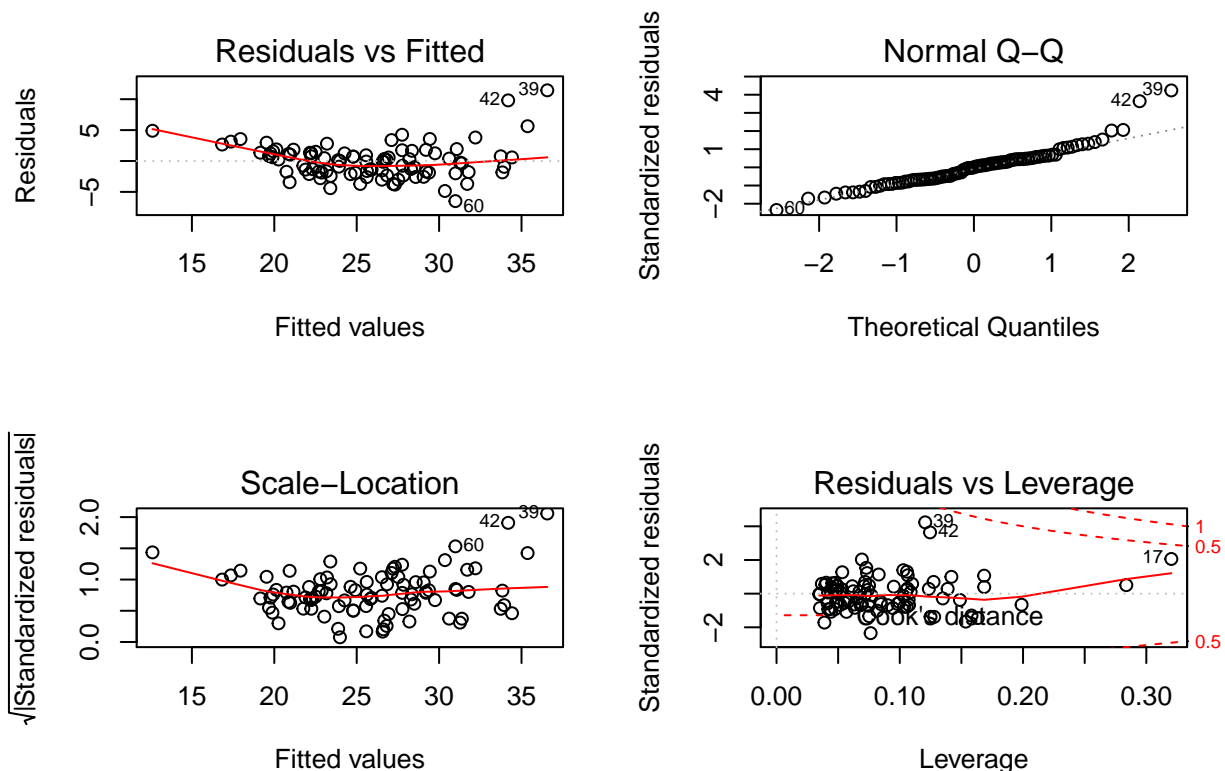 Residuals vs Fitted
Residuals
5
−5
39
42
60
15 20 25 30 35
Fitted values
Normal Q−Q
Standardized residuals
4
1
−2
39
42
60
−2 −1 0 1 2
Theoretical Quantiles
Scale−Location
√|Standardized residuals|
2.0
1.0
0.0
39
42
60
15 20 25 30 35
Fitted values
Residuals vs Leverage
Standardized residuals
2
−2
39
42
17
1
0.5
0.5
Cook's distance
0.00 0.10 0.20 0.30
Leverage